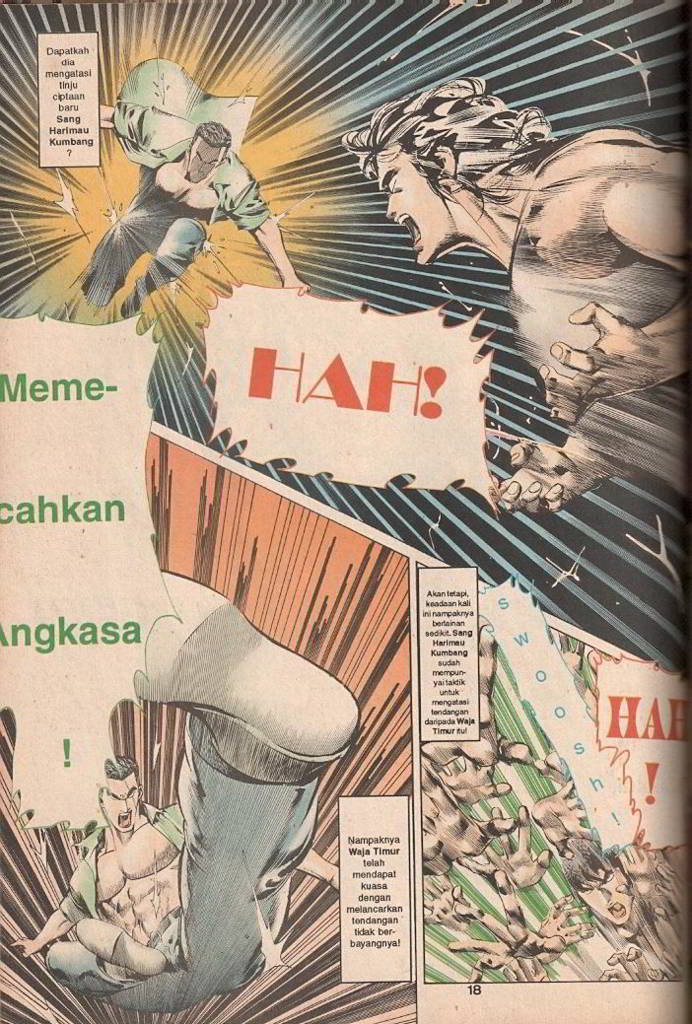 Dapatkah
dia
mengatasi
tinju
ciptaan
baru
Sang
Harimau
Kumbang
?
HAH!
Meme-
cahkan
Angkasa
!
Akan tetapi,
keadaan kali
ini nampaknya
berlainan
sedikit. Sang
Harimau
Kumbang
sudah
mempun-
yai taktik
untuk
mengatasi
tendangan
daripada Waja
Timur itu!
swoosh!
HAH
!
Nampaknya
Waja Timur
telah
mendapat
kuasa
dengan
melancarkan
tendangan
tidak ber-
bayangnya!
18